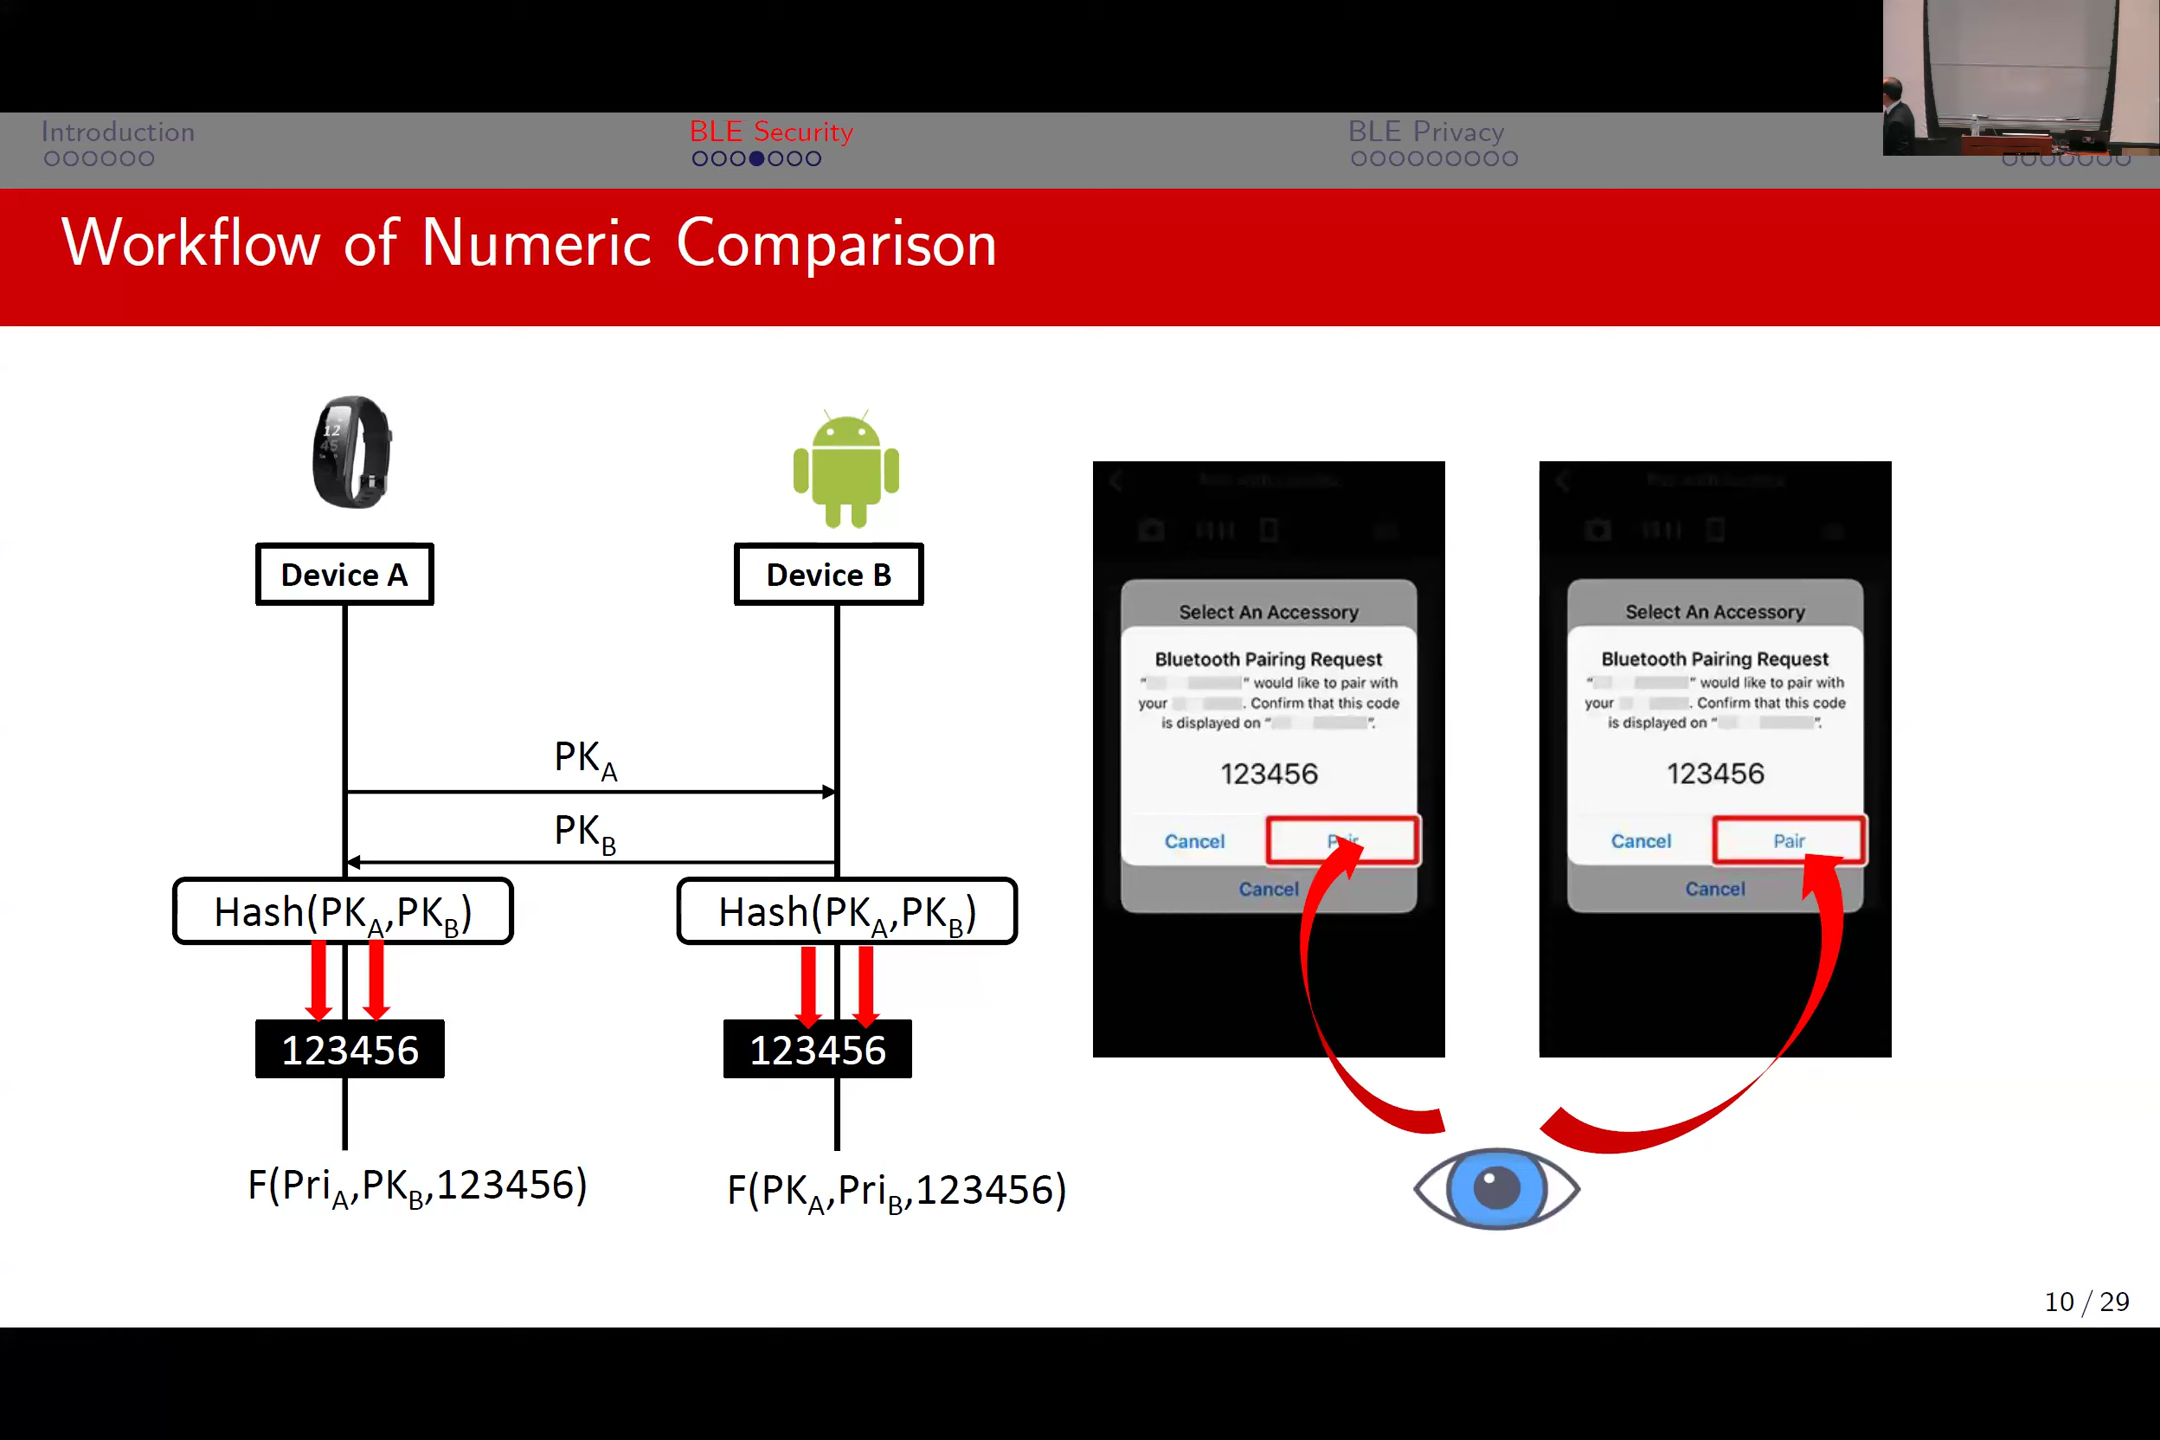 Introduction
BLE Security
BLE Privacy
Workflow of Numeric Comparison
12
45
Device A
Device B
PKA
PKB
Hash(PKA,PKB)
Hash(PKA,PKB)
123456
123456
F(PriA,PKB,123456)
F(PKA,PriB,123456)
Select An Accessory
Bluetooth Pairing Request
“ ” would like to pair with
your . Confirm that this code
is displayed on “ ”.
123456
Cancel
Pair
Cancel
Select An Accessory
Bluetooth Pairing Request
“ ” would like to pair with
your . Confirm that this code
is displayed on “ ”.
123456
Cancel
Pair
Cancel
10 / 29